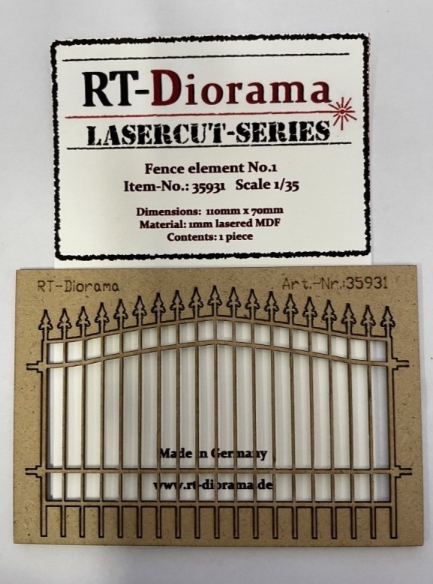 RT-Diorama
LASERCUT-SERIES
Fence element No.1
Item-No.: 35931 Scale 1/35
Dimensions: 110mm x 70mm
Material: 1mm lasered MDF
Contents: 1 piece
RT-Diorama Art.-Nr.:35931
Made in Germany
www.rt-diorama.de